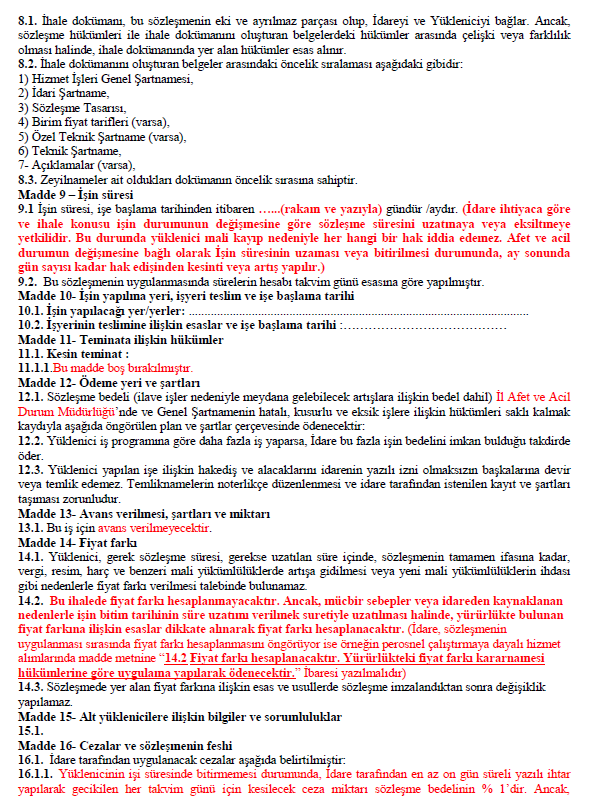 8.1. İhale dokümanı, bu sözleşmenin eki ve ayrılmaz parçası olup, İdareyi ve Yükleniciyi bağlar. Ancak,
sözleşme hükümleri ile ihale dokümanını oluşturan belgelerdeki hükümler arasında çelişki veya farklılık
olması halinde, ihale dokümanında yer alan hükümler esas alınır.
8.2. İhale dokümanını oluşturan belgeler arasındaki öncelik sıralaması aşağıdaki gibidir:
1) Hizmet İşleri Genel Şartnamesi,
2) İdari Şartname,
3) Sözleşme Tasarısı,
4) Birim fiyat tarifleri (varsa),
5) Özel Teknik Şartname (varsa),
6) Teknik Şartname,
7- Açıklamalar (varsa),
8.3. Zeyilnameler ait oldukları dokümanın öncelik sırasına sahiptir.
Madde 9 – İşin süresi
9.1 İşin süresi, işe başlama tarihinden itibaren …...(rakam ve yazıyla) gündür /aydır. (İdare ihtiyaca göre
ve ihale konusu işin durumunun değişmesine göre sözleşme süresini uzatmaya veya eksiltmeye
yetkilidir. Bu durumda yüklenici mali kayıp nedeniyle her hangi bir hak iddia edemez. Afet ve acil
durumun değişmesine bağlı olarak İşin süresinin uzaması veya bitirilmesi durumunda, ay sonunda
gün sayısı kadar hak edişinden kesinti veya artış yapılır.)
9.2. Bu sözleşmenin uygulanmasında sürelerin hesabı takvim günü esasına göre yapılmıştır.
Madde 10- İşin yapılma yeri, işyeri teslim ve işe başlama tarihi
10.1. İşin yapılacağı yer/yerler: ..............................................................................................................
10.2. İşyerinin teslimine ilişkin esaslar ve işe başlama tarihi :………………………………
Madde 11- Teminata ilişkin hükümler
11.1. Kesin teminat :
11.1.1.Bu madde boş bırakılmıştır.
Madde 12- Ödeme yeri ve şartları
12.1. Sözleşme bedeli (ilave işler nedeniyle meydana gelebilecek artışlara ilişkin bedel dahil) İl Afet ve Acil
Durum Müdürlüğü’nde ve Genel Şartnamenin hatalı, kusurlu ve eksik işlere ilişkin hükümleri saklı kalmak
kaydıyla aşağıda öngörülen plan ve şartlar çerçevesinde ödenecektir:
12.2. Yüklenici iş programına göre daha fazla iş yaparsa, İdare bu fazla işin bedelini imkan bulduğu takdirde
öder.
12.3. Yüklenici yapılan işe ilişkin hakediş ve alacaklarını idarenin yazılı izni olmaksızın başkalarına devir
veya temlik edemez. Temliknamelerin noterlikçe düzenlenmesi ve idare tarafından istenilen kayıt ve şartları
taşıması zorunludur.
Madde 13- Avans verilmesi, şartları ve miktarı
13.1. Bu iş için avans verilmeyecektir.
Madde 14- Fiyat farkı
14.1. Yüklenici, gerek sözleşme süresi, gerekse uzatılan süre içinde, sözleşmenin tamamen ifasına kadar,
vergi, resim, harç ve benzeri mali yükümlülüklerde artışa gidilmesi veya yeni mali yükümlülüklerin ihdası
gibi nedenlerle fiyat farkı verilmesi talebinde bulunamaz.
14.2. Bu ihalede fiyat farkı hesaplanmayacaktır. Ancak, mücbir sebepler veya idareden kaynaklanan
nedenlerle işin bitim tarihinin süre uzatımı verilmek suretiyle uzatılması halinde, yürürlükte bulunan
fiyat farkına ilişkin esaslar dikkate alınarak fiyat farkı hesaplanacaktır. (İdare, sözleşmenin
uygulanması sırasında fiyat farkı hesaplanmasını öngörüyor ise örneğin perosnel çalıştırmaya dayalı hizmet
alımlarında madde metnine “14.2 Fiyat farkı hesaplanacaktır. Yürürlükteki fiyat farkı kararnamesi
hükümlerine göre uygulama yapılarak ödenecektir.” İbaresi yazılmalıdır)
14.3. Sözleşmede yer alan fiyat farkına ilişkin esas ve usullerde sözleşme imzalandıktan sonra değişiklik
yapılamaz.
Madde 15- Alt yüklenicilere ilişkin bilgiler ve sorumluluklar
15.1.
Madde 16- Cezalar ve sözleşmenin feshi
16.1. İdare tarafından uygulanacak cezalar aşağıda belirtilmiştir:
16.1.1. Yüklenicinin işi süresinde bitirmemesi durumunda, İdare tarafından en az on gün süreli yazılı ihtar
yapılarak gecikilen her takvim günü için kesilecek ceza miktarı sözleşme bedelinin % 1’dir. Ancak,